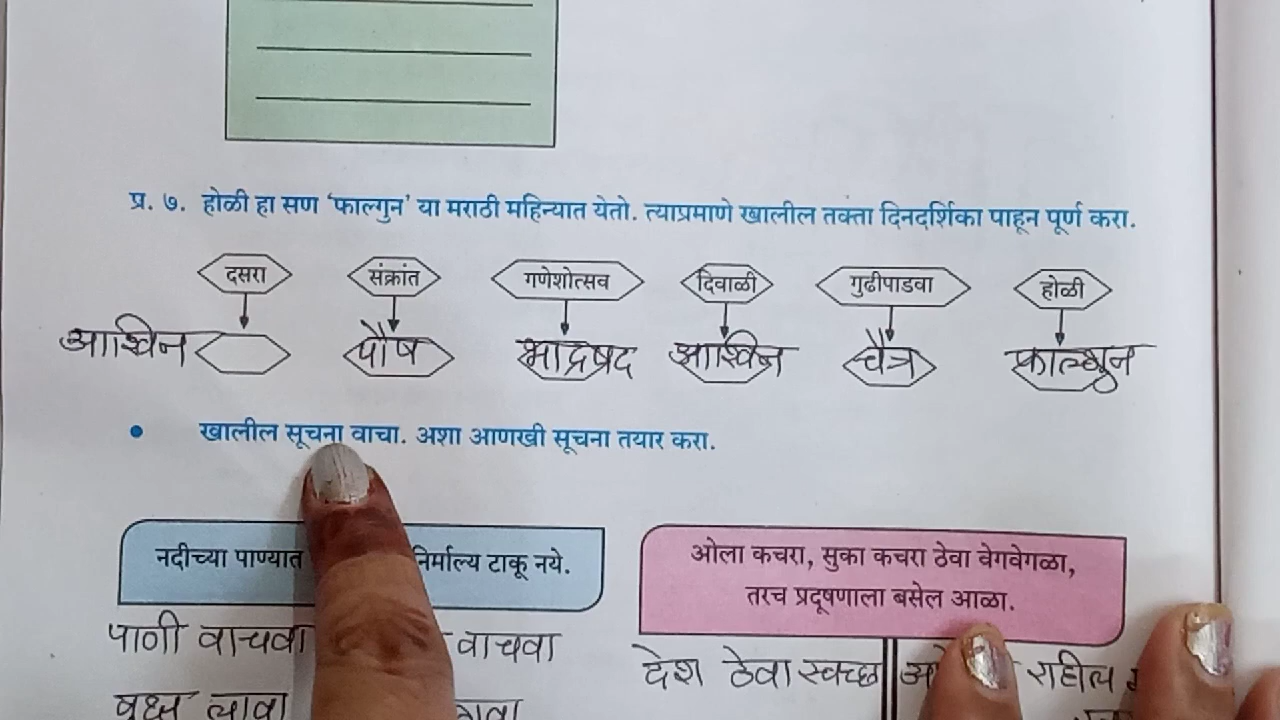 प्र. ७. होळी हा सण ‘फाल्गुन’ या मराठी महिन्यात येतो. त्याप्रमाणे खालील तक्ता दिनदर्शिका पाहून पूर्ण करा.
दसरा संक्रांत गणेशोत्सव दिवाळी गुढीपाडवा होळी
आश्विन पौष भाद्रपद आश्विन चैत्र फाल्गुन
• खालील सूचना वाचा. अशा आणखी सूचना तयार करा.
नदीच्या पाण्यात निर्माल्य टाकू नये.
ओला कचरा, सुका कचरा ठेवा वेगवेगळा,
तरच प्रदूषणाला बसेल आळा.
पाणी वाचवा वाचवा
देश ठेवा स्वच्छ राहील
वृक्ष लावा